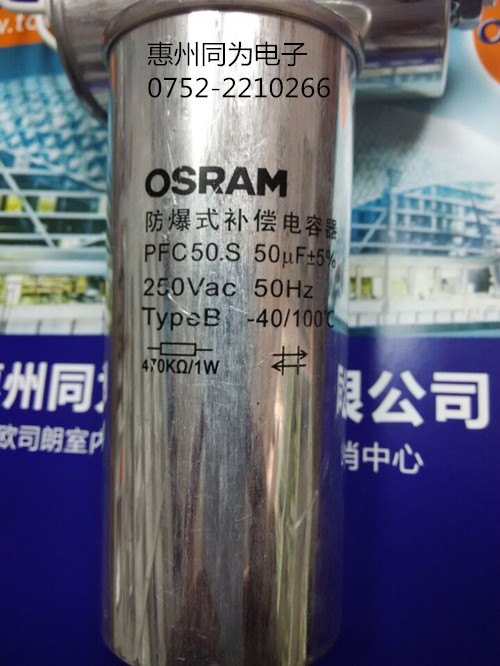 惠州同为电子
0752-2210266
OSRAM
防爆式补偿电容器
PFC50.S 50μF±5%
250Vac 50Hz
TypeB -40/100℃
470KΩ/1W
州同为
限公司
欧司朗室
肖中心